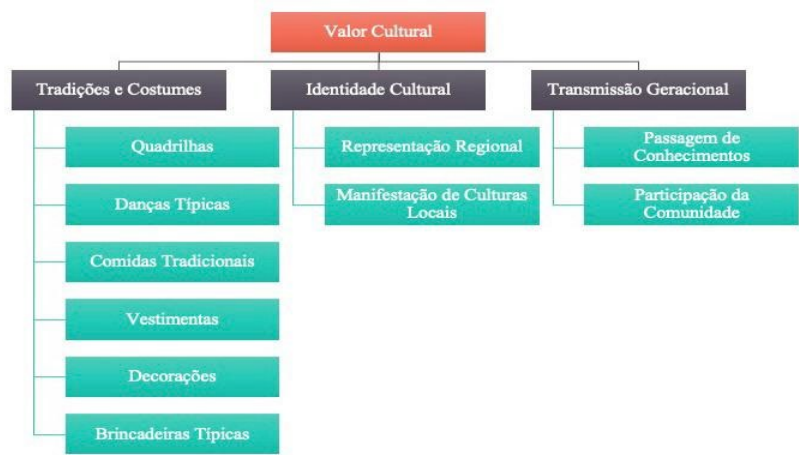 Valor Cultural
Tradições e Costumes
Quadrilhas
Danças Típicas
Comidas Tradicionais
Vestimentas
Decorações
Brincadeiras Típicas
Identidade Cultural
Representação Regional
Manifestação de Culturas
Locais
Transmissão Geracional
Passagem de
Conhecimentos
Participação da
Comunidade